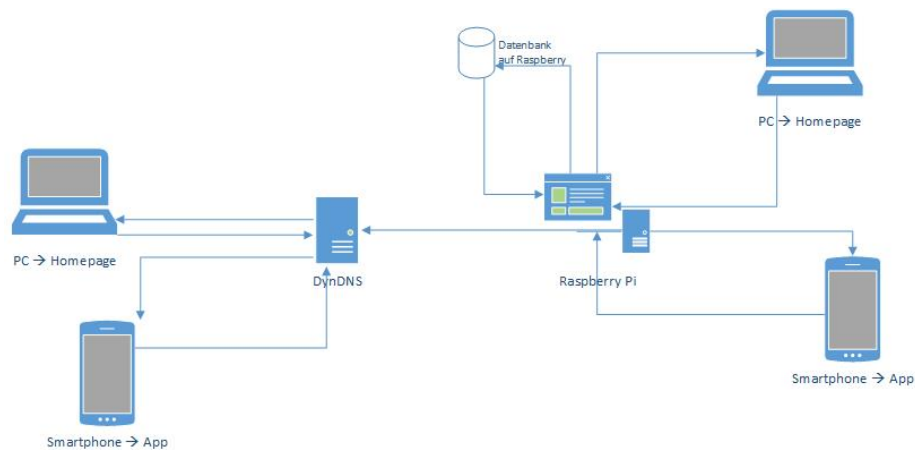 Datenbank
auf Raspberry
PC → Homepage
PC → Homepage
DynDNS
Raspberry Pi
Smartphone → App
Smartphone → App